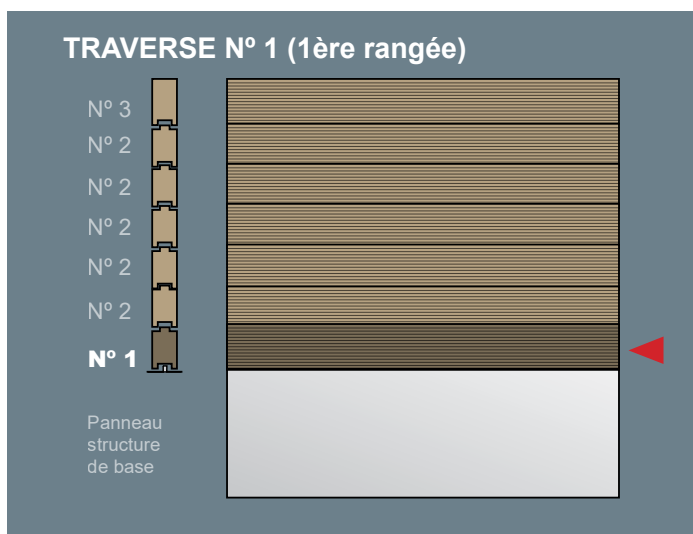 TRAVERSE Nº 1 (1ère rangée)
Nº 3
Nº 2
Nº 2
Nº 2
Nº 2
Nº 2
Nº 1
Panneau
structure
de base